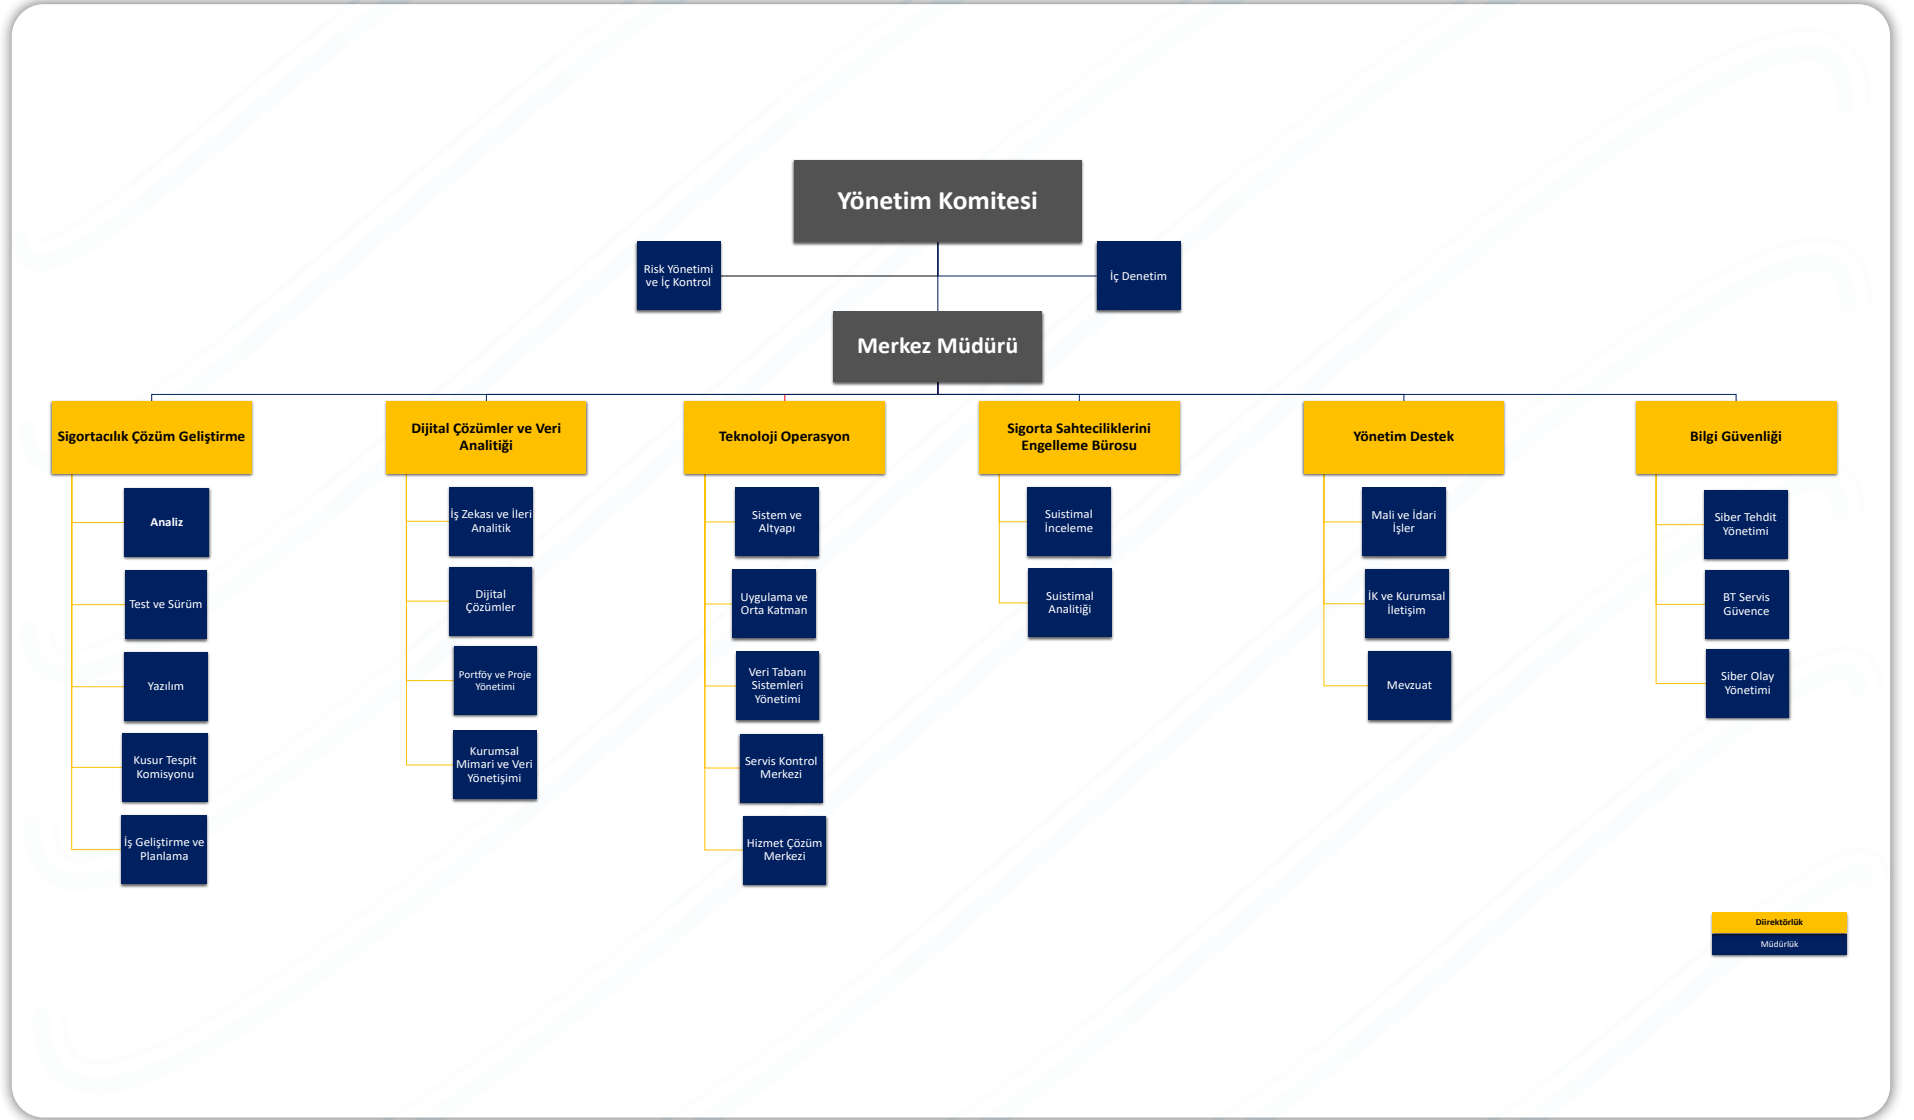 Yönetim Komitesi
Risk Yönetimi
ve İç Kontrol
İç Denetim
Merkez Müdürü
Sigortacılık Çözüm Geliştirme
Analiz
Test ve Sürüm
Yazılım
Kusur Tespit
Komisyonu
İş Geliştirme ve
Planlama
Dijital Çözümler ve Veri
Analitiği
İş Zekası ve İleri
Analitik
Dijital
Çözümler
Portföy ve Proje
Yönetimi
Kurumsal
Mimari ve Veri
Yönetişimi
Teknoloji Operasyon
Sistem ve
Altyapı
Uygulama ve
Orta Katman
Veri Tabanı
Sistemleri
Yönetimi
Servis Kontrol
Merkezi
Hizmet Çözüm
Merkezi
Sigorta Sahteciliklerini
Engelleme Bürosu
Suistimal
İnceleme
Suistimal
Analitiği
Yönetim Destek
Mali ve İdari
İşler
İK ve Kurumsal
İletişim
Mevzuat
Bilgi Güvenliği
Siber Tehdit
Yönetimi
BT Servis
Güvence
Siber Olay
Yönetimi
Diirektörlük
Müdürlük